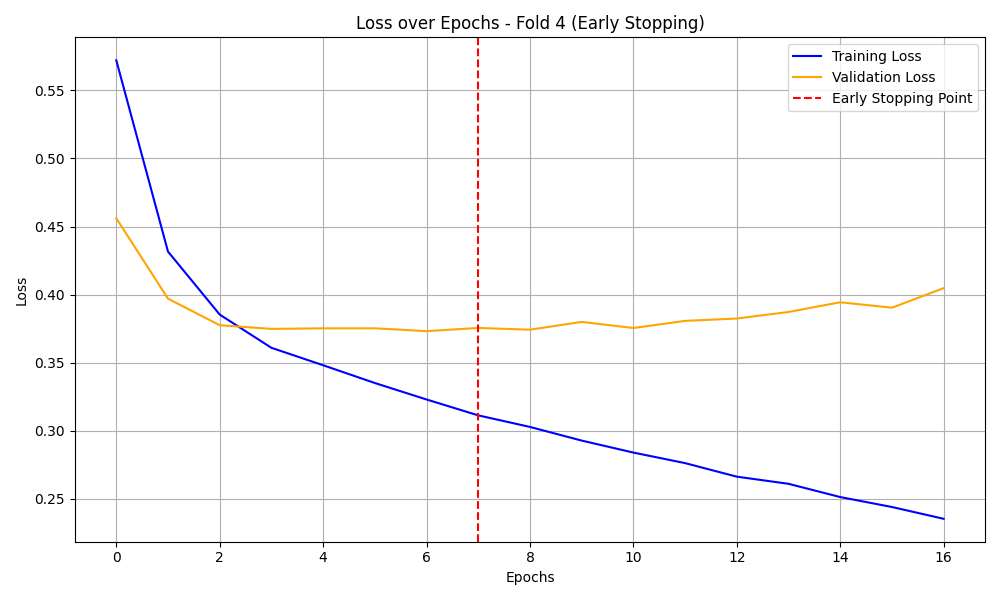 Loss over Epochs - Fold 4 (Early Stopping)
Training Loss
Validation Loss
Early Stopping Point
Loss
0.55
0.50
0.45
0.40
0.35
0.30
0.25
0 2 4 6 8 10 12 14 16
Epochs